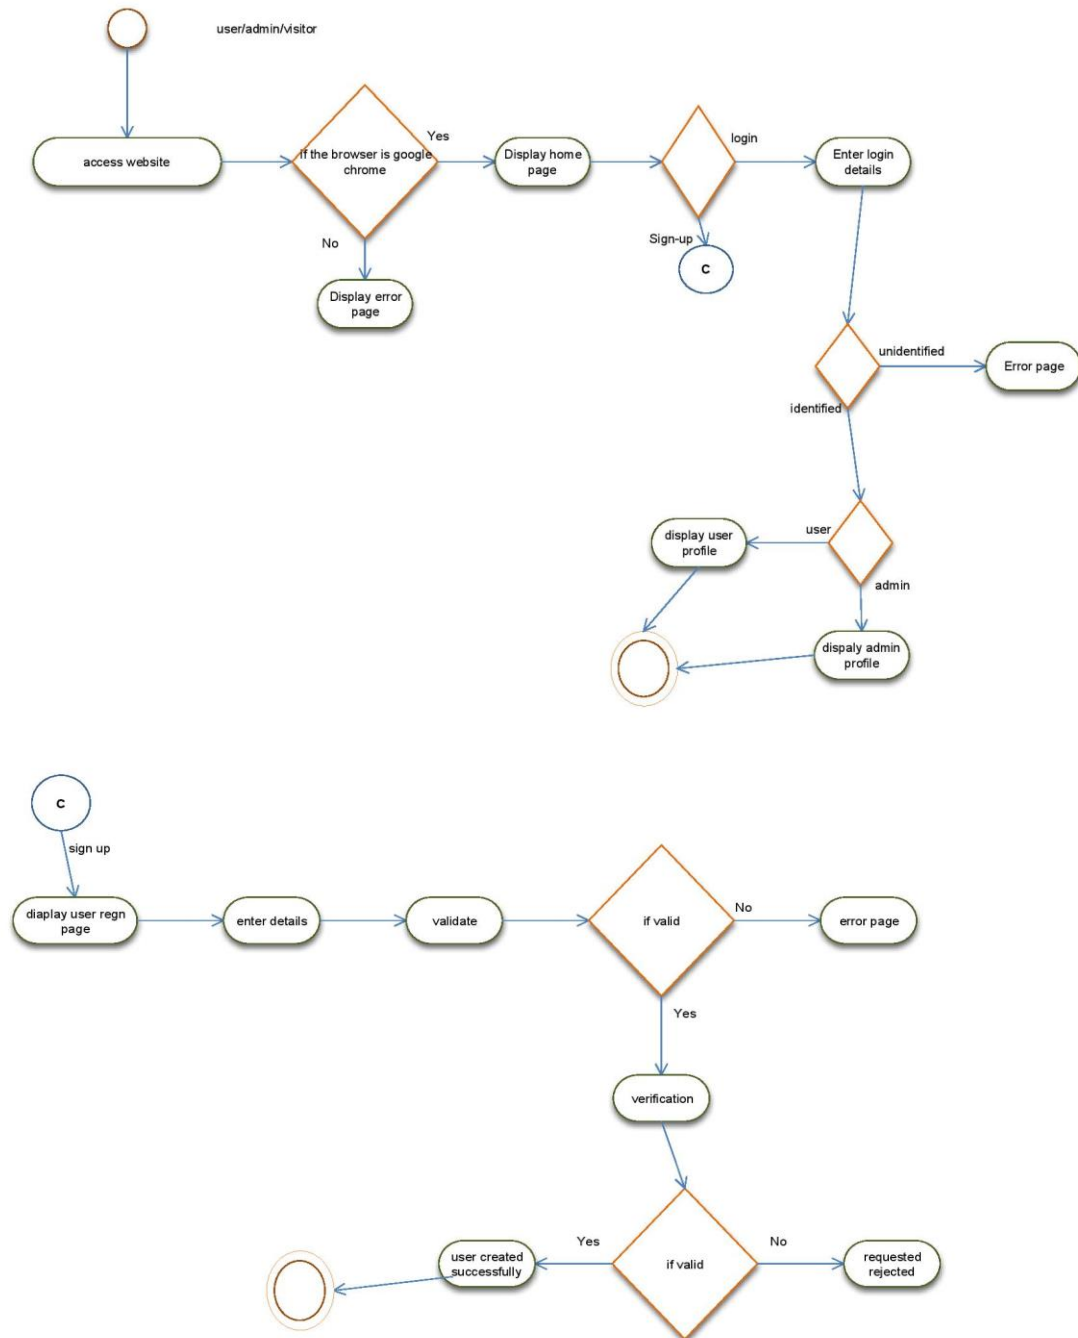 user/admin/visitor
access website
if the browser is google
chrome
Yes
No
Display error
page
Display home
page
login
Sign-up
C
Enter login
details
unidentified
Error page
identified
user
display user
profile
admin
dispaly admin
profile
C
sign up
diaplay user regn
page
enter details
validate
if valid
No
error page
Yes
verification
if valid
Yes
user created
successfully
No
requested
rejected